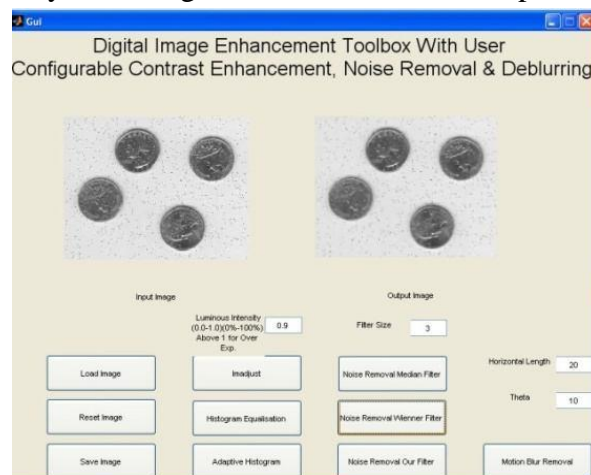 Gui
Digital Image Enhancement Toolbox With User
Configurable Contrast Enhancement, Noise Removal & Deblurring
Input Image
Output Image
Luminous Intensity
(0.0-1.0)(0%-100%)
Above 1 for Over
Exp.
0.9
Filter Size
3
Load Image
Imadjust
Noise Removal Median Filter
Horizontal Length
20
Theta
10
Reset Image
Histogram Equalisation
Noise Removal Wienner Filter
Save Image
Adaptive Histogram
Noise Removal Our Filter
Motion Blur Removal